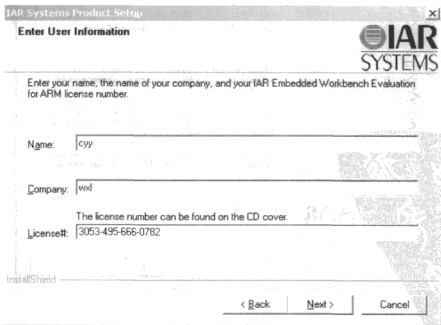 IAR Systems Product Setup
Enter User Information
IAR
SYSTEMS
Enter your name, the name of your company, and your IAR Embedded Workbench Evaluation
for ARM license number.
Name: cyy
Company: wxl
The license number can be found on the CD cover.
License#: 3053-495-666-0782
InstallShield
< Back Next > Cancel